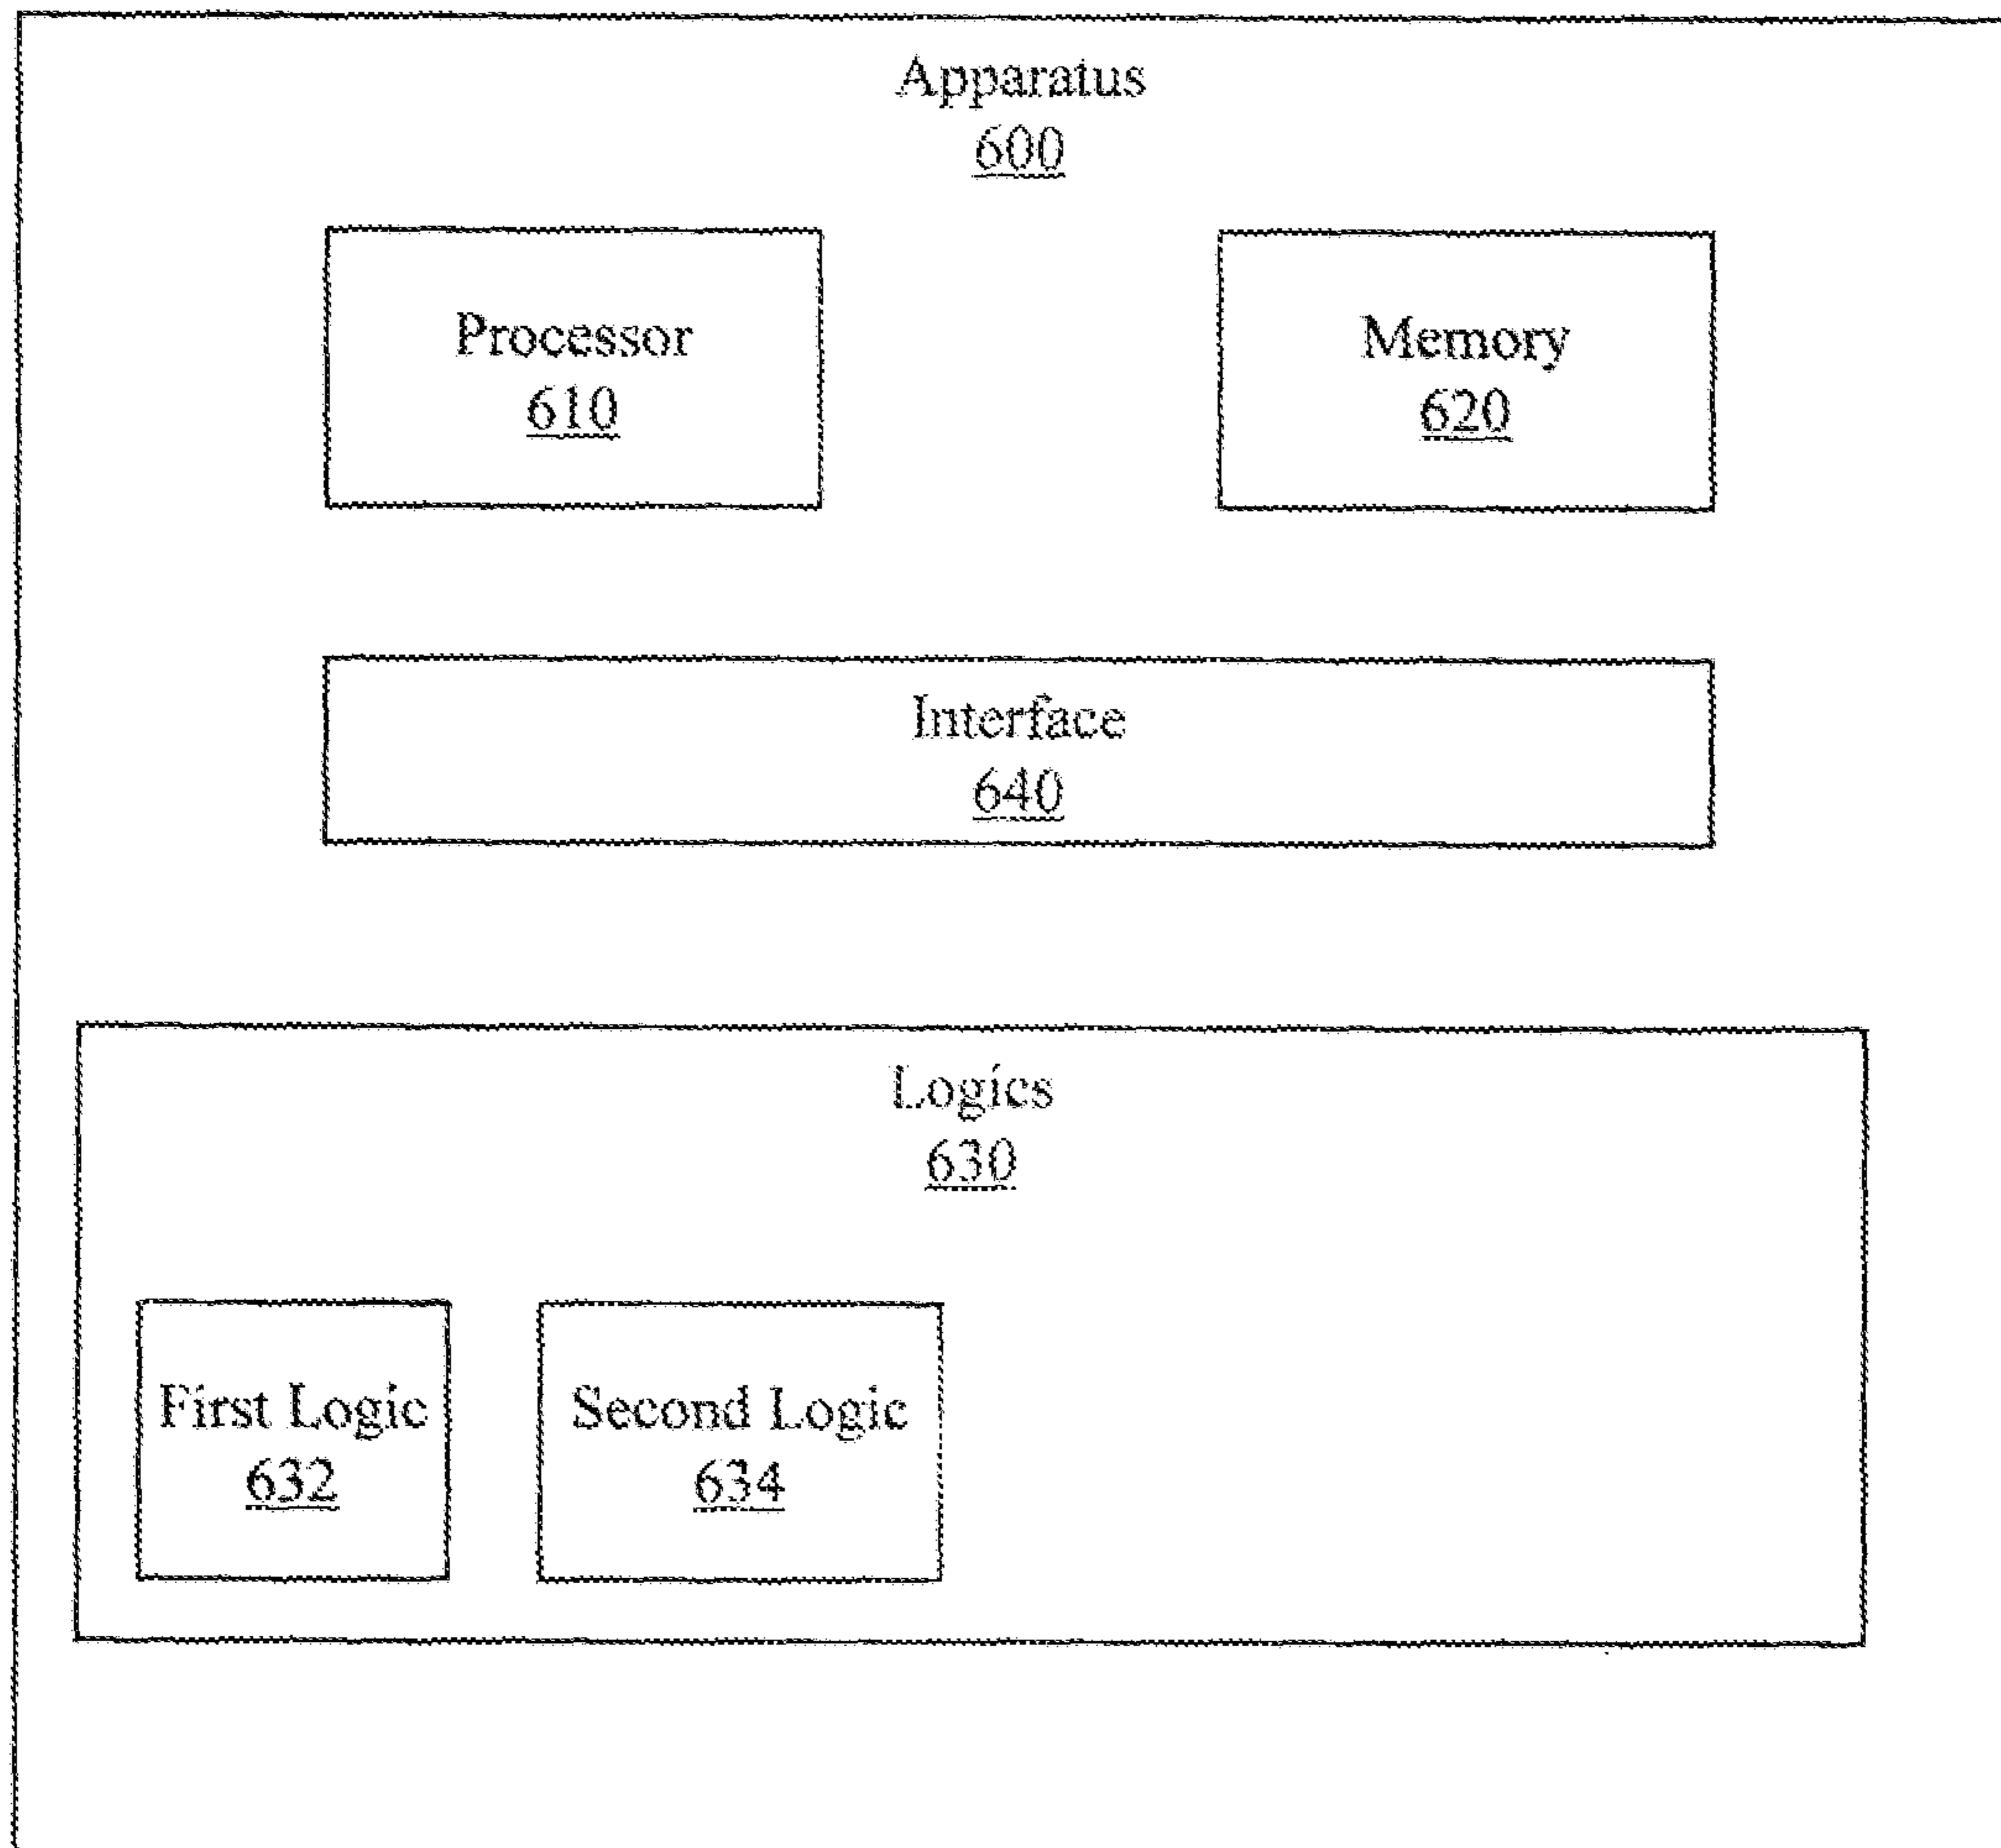 Apparatus
600
Processor
610
Memory
620
Interface
640
Logics
630
First Logic
632
Second Logic
634